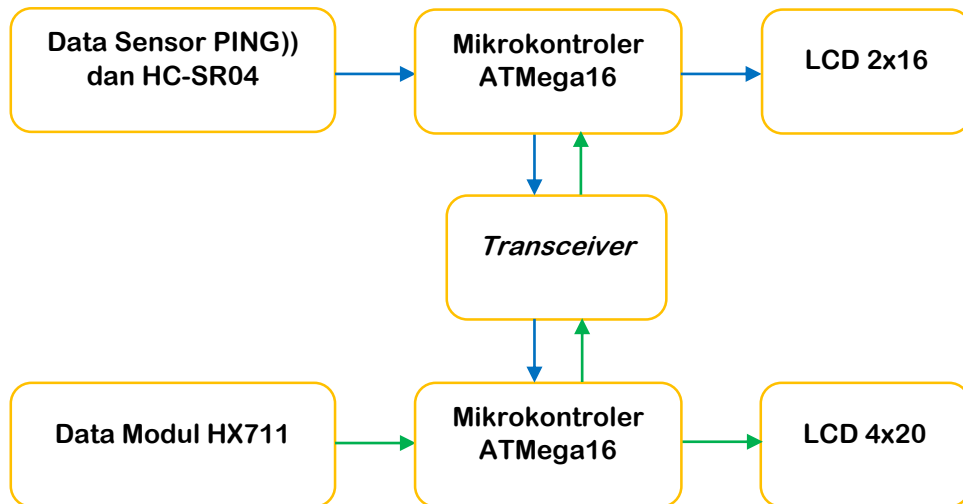 Data Sensor PING))
dan HC-SR04
Mikrokontroler
ATMega16
LCD 2x16
Transceiver
Data Modul HX711
Mikrokontroler
ATMega16
LCD 4x20